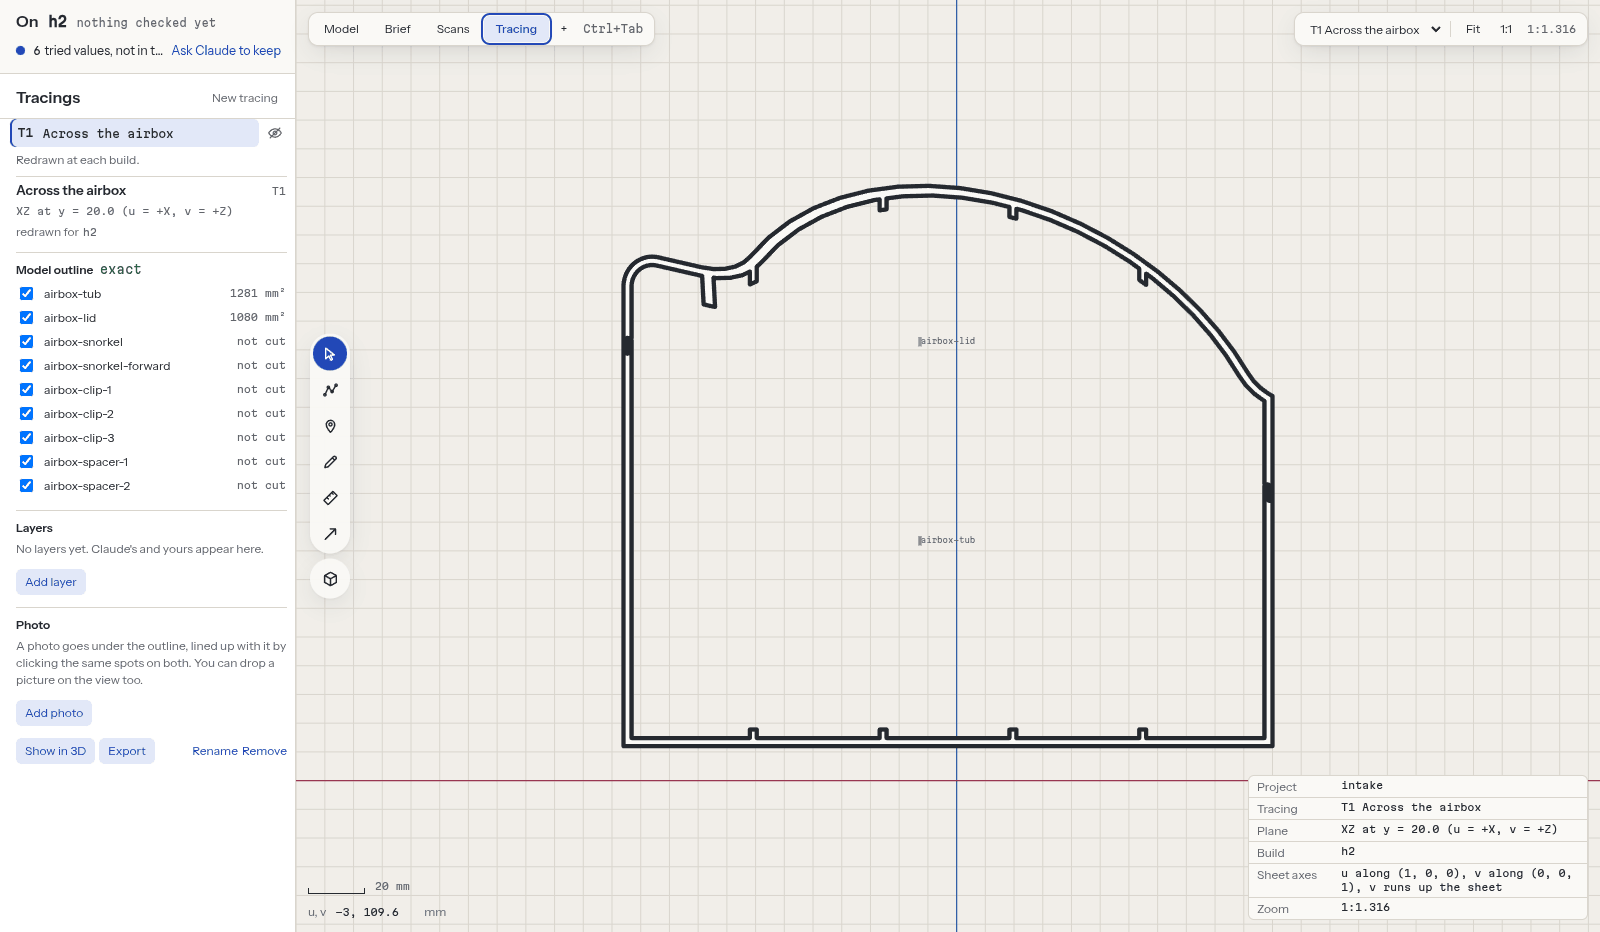 On h2 nothing checked yet
6 tried values, not in t... Ask Claude to keep
Tracings New tracing
T1 Across the airbox
Redrawn at each build.
Across the airbox T1
XZ at y = 20.0 (u = +X, v = +Z)
redrawn for h2
Model outline exact
airbox-tub 1281 mm²
airbox-lid 1080 mm²
airbox-snorkel not cut
airbox-snorkel-forward not cut
airbox-clip-1 not cut
airbox-clip-2 not cut
airbox-clip-3 not cut
airbox-spacer-1 not cut
airbox-spacer-2 not cut
Layers
No layers yet. Claude's and yours appear here.
Add layer
Photo
A photo goes under the outline, lined up with it by
clicking the same spots on both. You can drop a
picture on the view too.
Add photo
Show in 3D Export Rename Remove
Model Brief Scans Tracing + Ctrl+Tab
T1 Across the airbox Fit 1:1 1:1.316
airbox-lid
airbox-tub
20 mm
u, v -3, 109.6 mm
Project intake
Tracing T1 Across the airbox
Plane XZ at y = 20.0 (u = +X, v = +Z)
Build h2
Sheet axes u along (1, 0, 0), v along (0, 0,
1), v runs up the sheet
Zoom 1:1.316